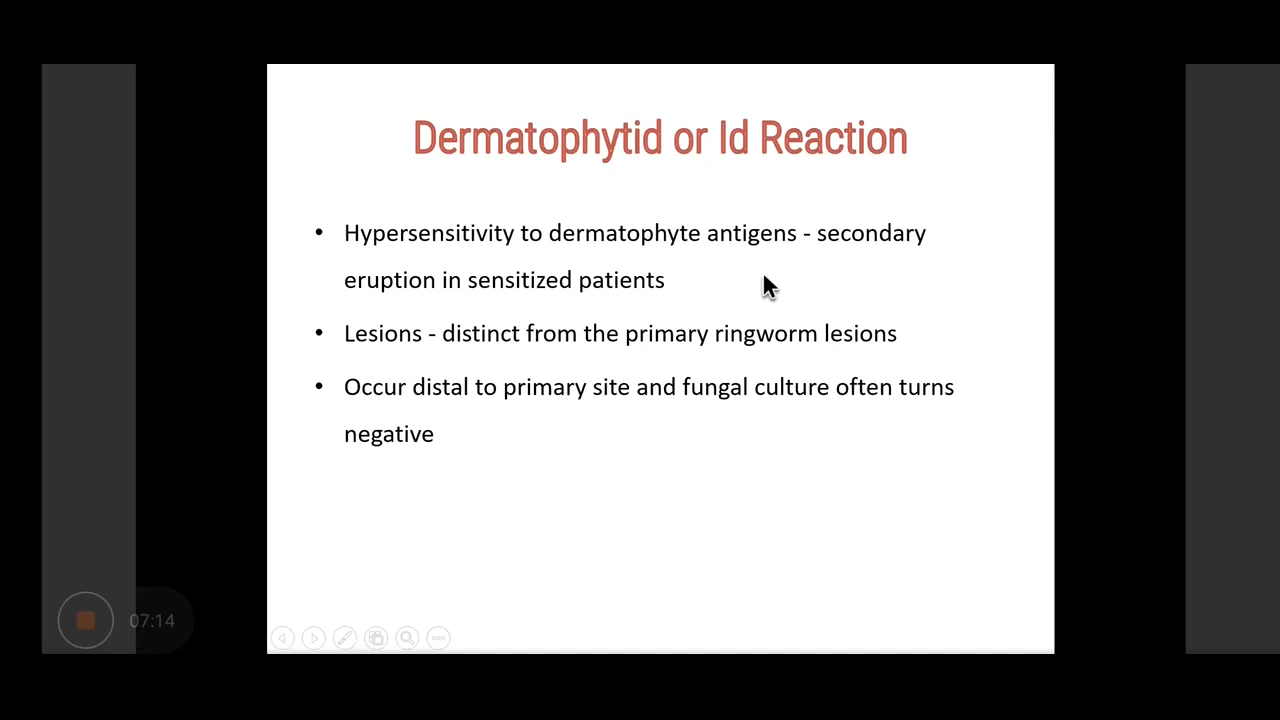 Dermatophytid or Id Reaction
• Hypersensitivity to dermatophyte antigens - secondary
eruption in sensitized patients
• Lesions - distinct from the primary ringworm lesions
• Occur distal to primary site and fungal culture often turns
negative
07:14